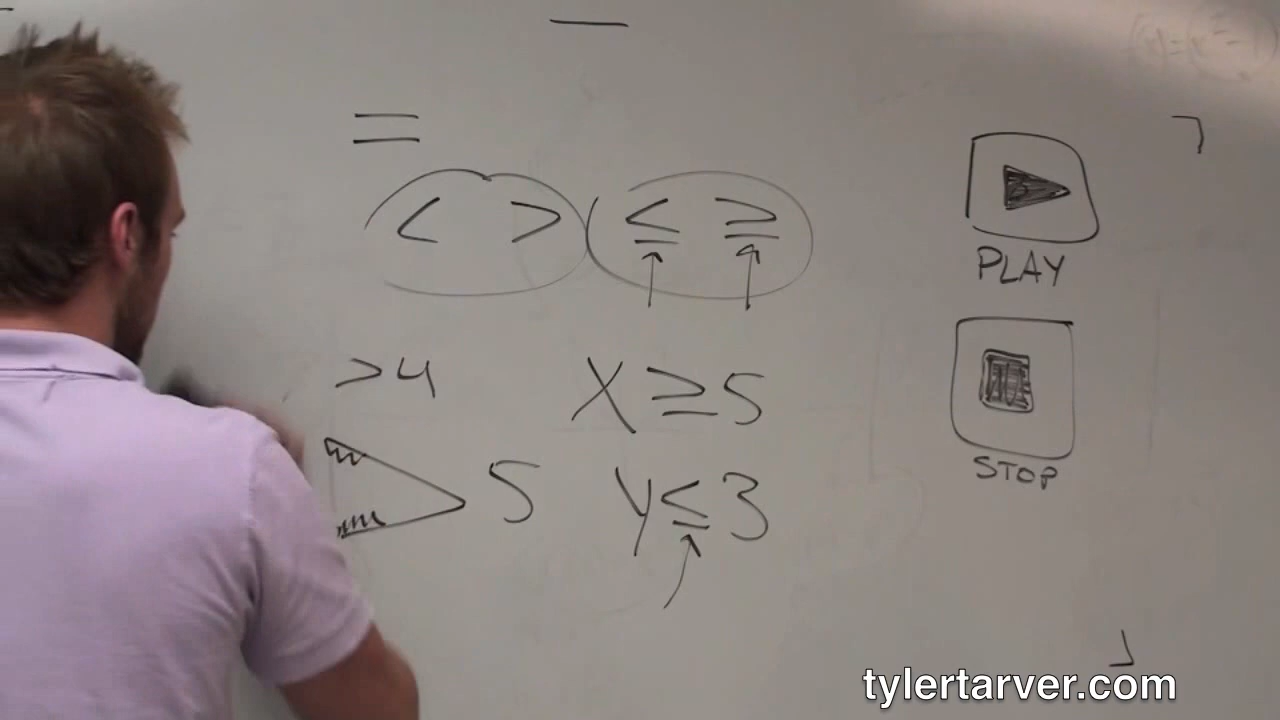 =
< > ≤ ≥
>4 X≥5
5 Y≤3
PLAY
STOP
tylertarver.com